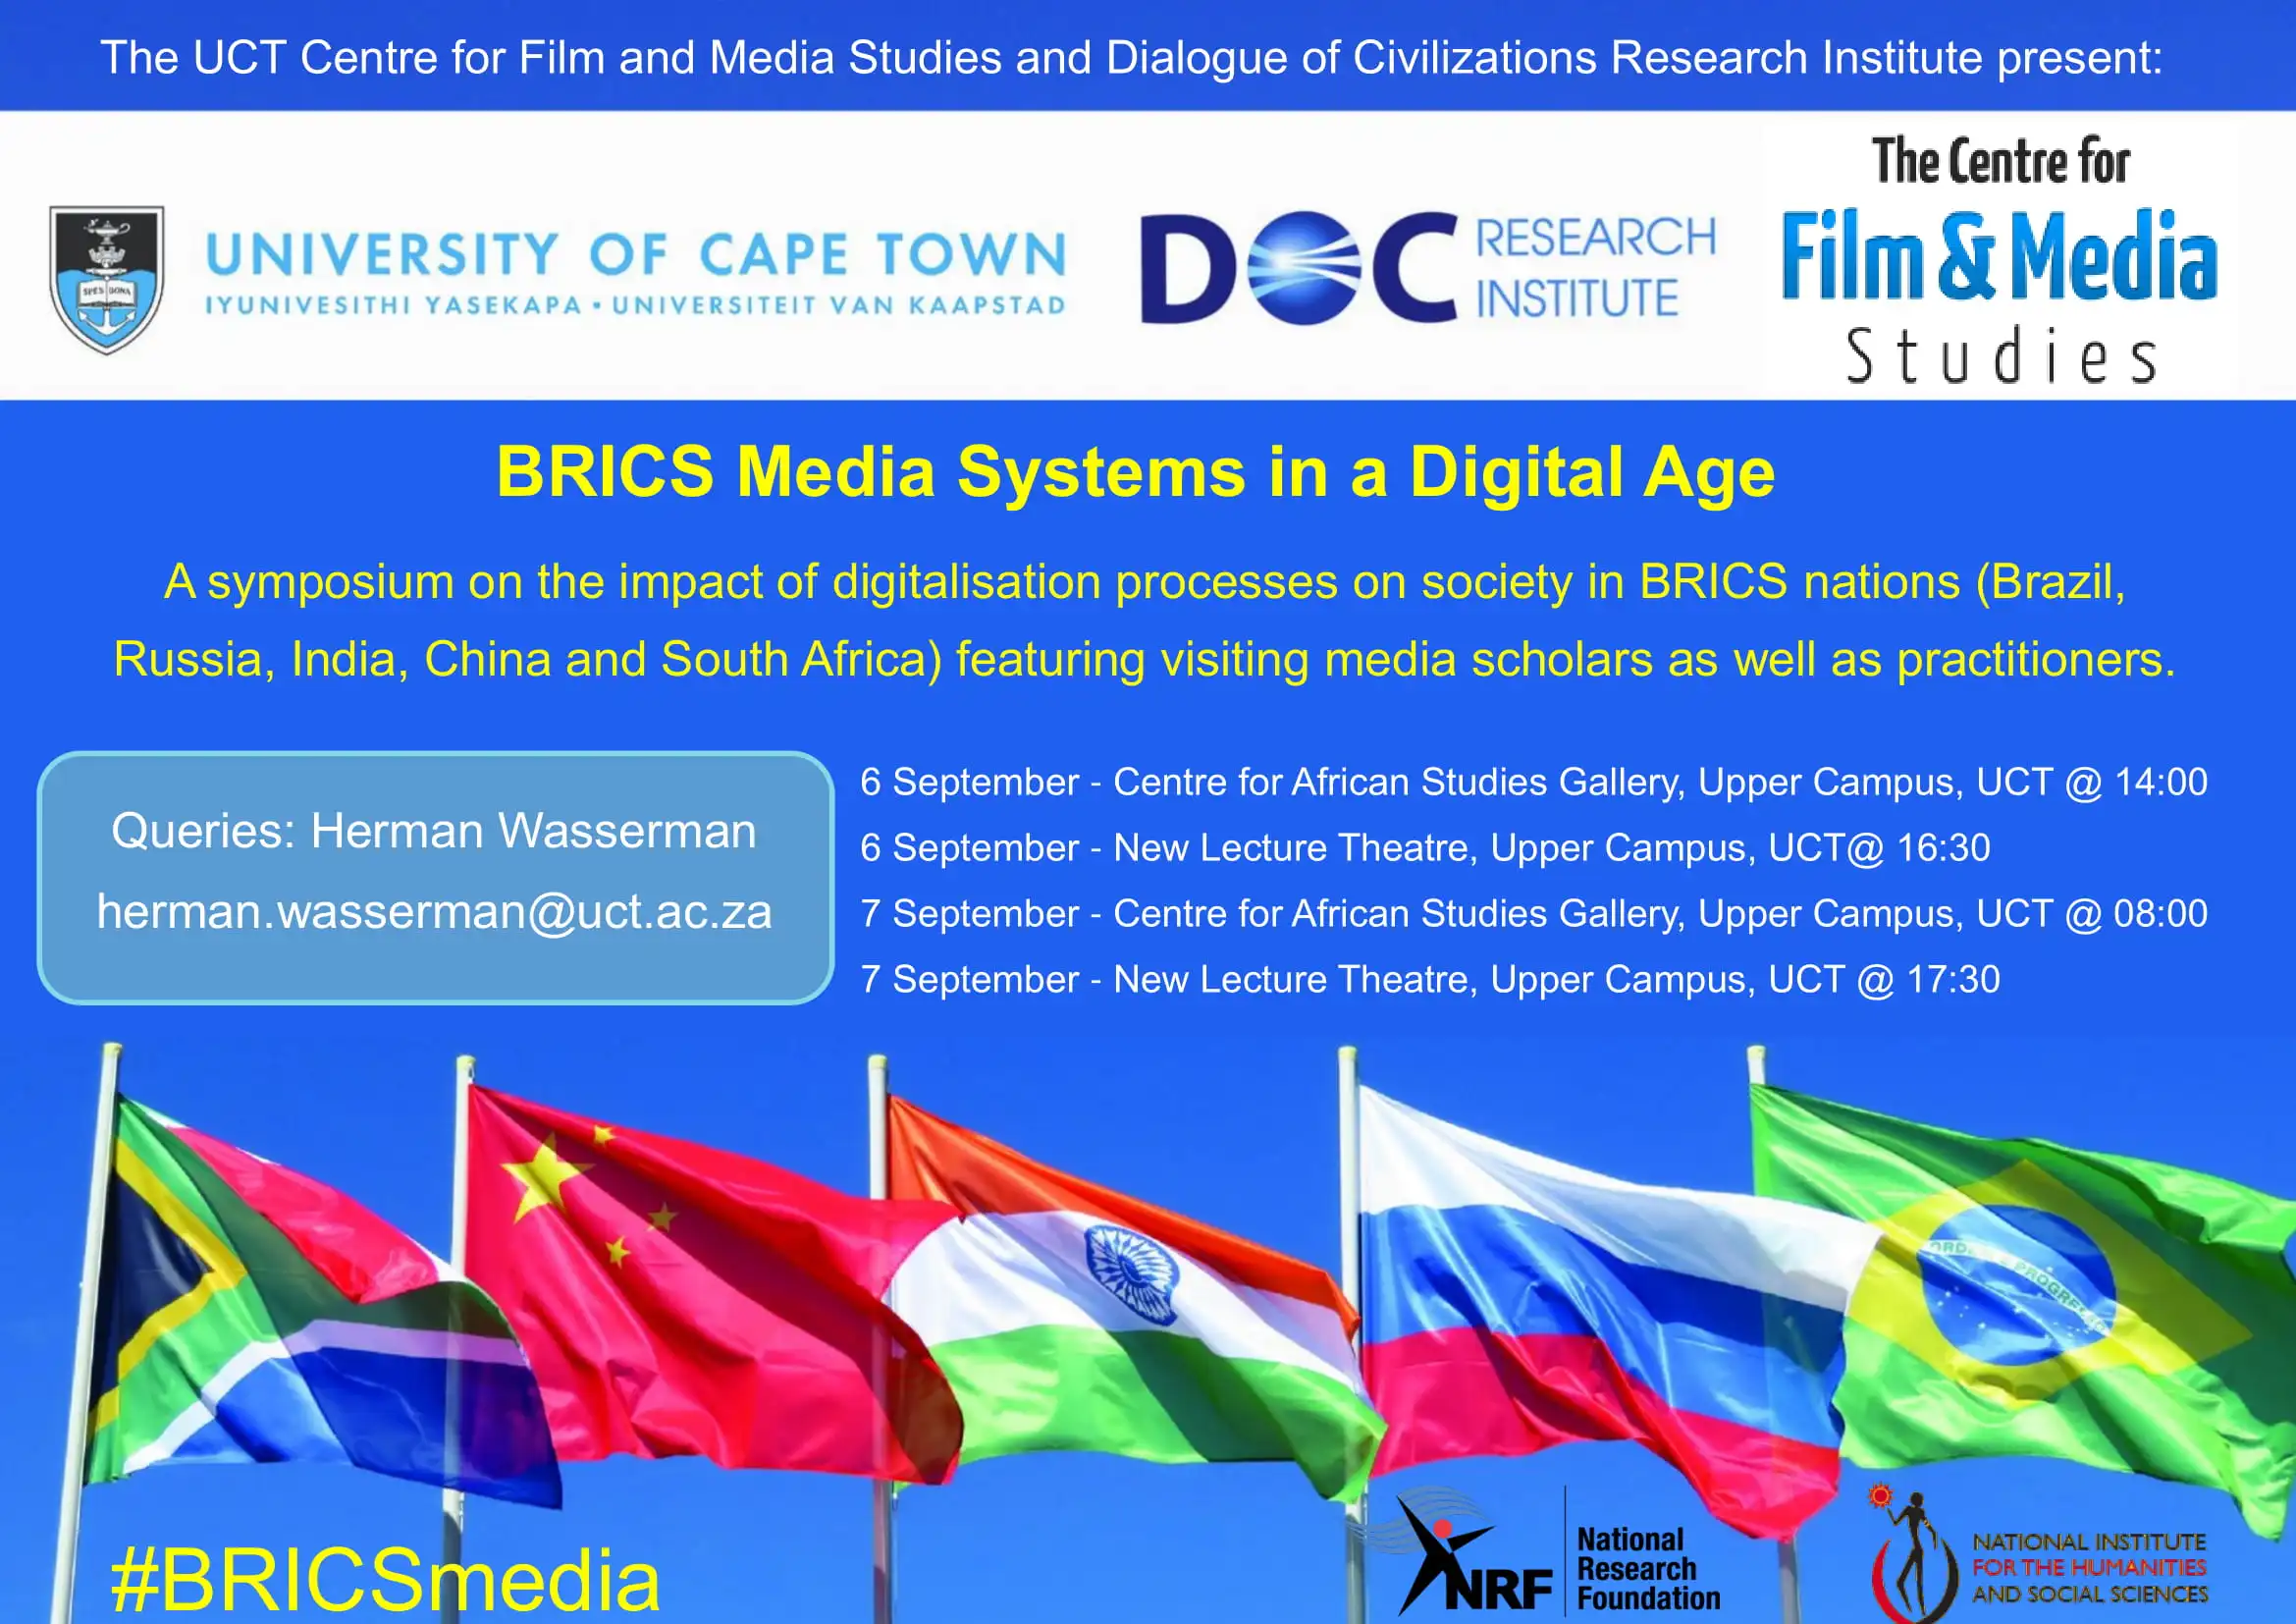 The UCT Centre for Film and Media Studies and Dialogue of Civilizations Research Institute present:
SPES BONA
UNIVERSITY OF CAPE TOWN
IYUNIVESITHI YASEKAPA • UNIVERSITEIT VAN KAAPSTAD
DOC
RESEARCH
INSTITUTE
The Centre for
Film & Media
Studies
BRICS Media Systems in a Digital Age
A symposium on the impact of digitalisation processes on society in BRICS nations (Brazil,
Russia, India, China and South Africa) featuring visiting media scholars as well as practitioners.
Queries: Herman Wasserman
herman.wasserman@uct.ac.za
6 September - Centre for African Studies Gallery, Upper Campus, UCT @ 14:00
6 September - New Lecture Theatre, Upper Campus, UCT@ 16:30
7 September - Centre for African Studies Gallery, Upper Campus, UCT @ 08:00
7 September - New Lecture Theatre, Upper Campus, UCT @ 17:30
#BRICSmedia
NRF
National
Research
Foundation
NATIONAL INSTITUTE
FOR THE HUMANITIES
AND SOCIAL SCIENCES